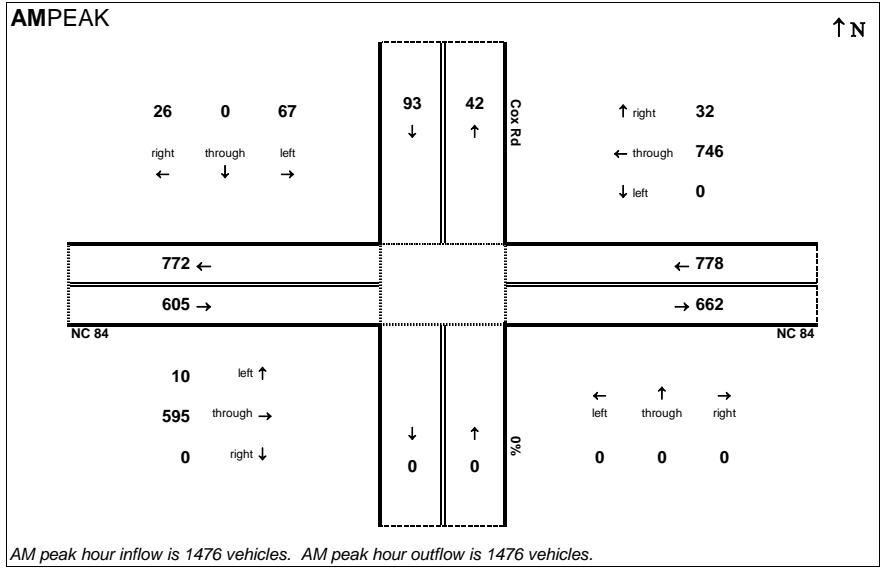 AMPEAK
↑ N
26 0 67
right through left
← ↓ →
93 42
↓ ↑
Cox Rd
↑ right 32
← through 746
↓ left 0
772 ←
605 →
← 778
→ 662
NC 84
NC 84
10 left ↑
595 through →
0 right ↓
↓ ↑
0 0
0%
← ↑ →
left through right
0 0 0
AM peak hour inflow is 1476 vehicles. AM peak hour outflow is 1476 vehicles.